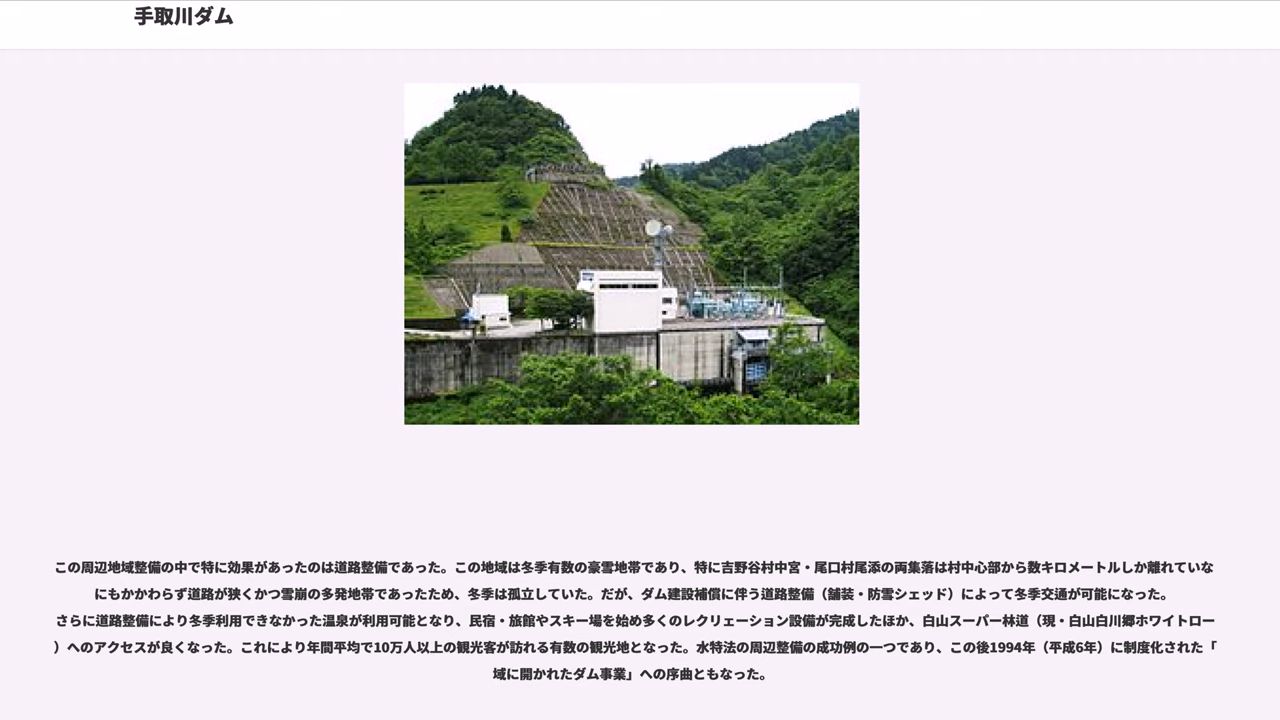 手取川ダム
この周辺地域整備の中で特に効果があったのは道路整備であった。この地域は冬季有数の豪雪地帯であり、特に吉野谷村中宮・尾口村尾添の両集落は村中心部から数キロメートルしか離れていな
にもかかわらず道路が狭くかつ雪崩の多発地帯であったため、冬季は孤立していた。だが、ダム建設補償に伴う道路整備（舗装・防雪シェッド）によって冬季交通が可能になった。
さらに道路整備により冬季利用できなかった温泉が利用可能となり、民宿・旅館やスキー場を始め多くのレクリェーション設備が完成したほか、白山スーパー林道（現・白山白川郷ホワイトロー
）へのアクセスが良くなった。これにより年間平均で10万人以上の観光客が訪れる有数の観光地となった。水特法の周辺整備の成功例の一つであり、この後1994年（平成6年）に制度化された「
域に開かれたダム事業」への序曲ともなった。